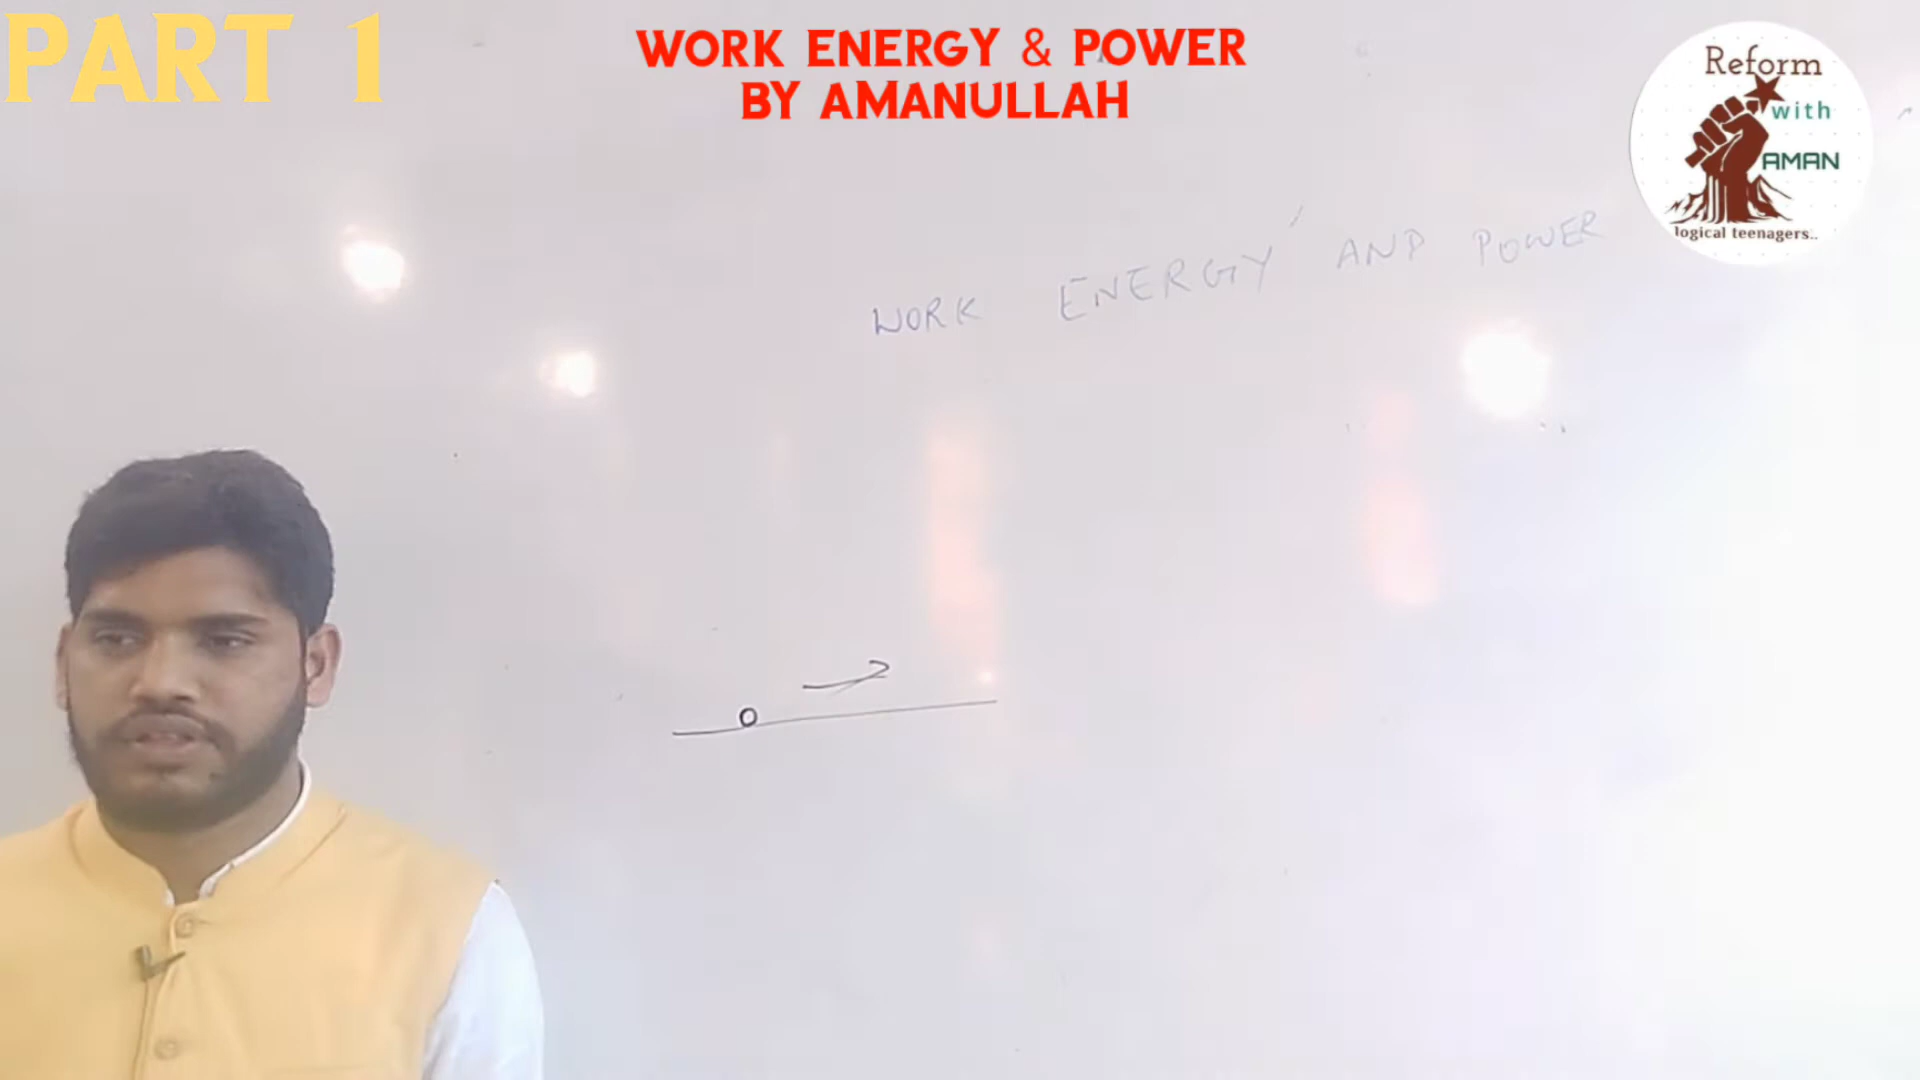 PART 1
WORK ENERGY & POWER
BY AMANULLAH
Reform
with
AMAN
logical teenagers..
WORK ENERGY AND POWER